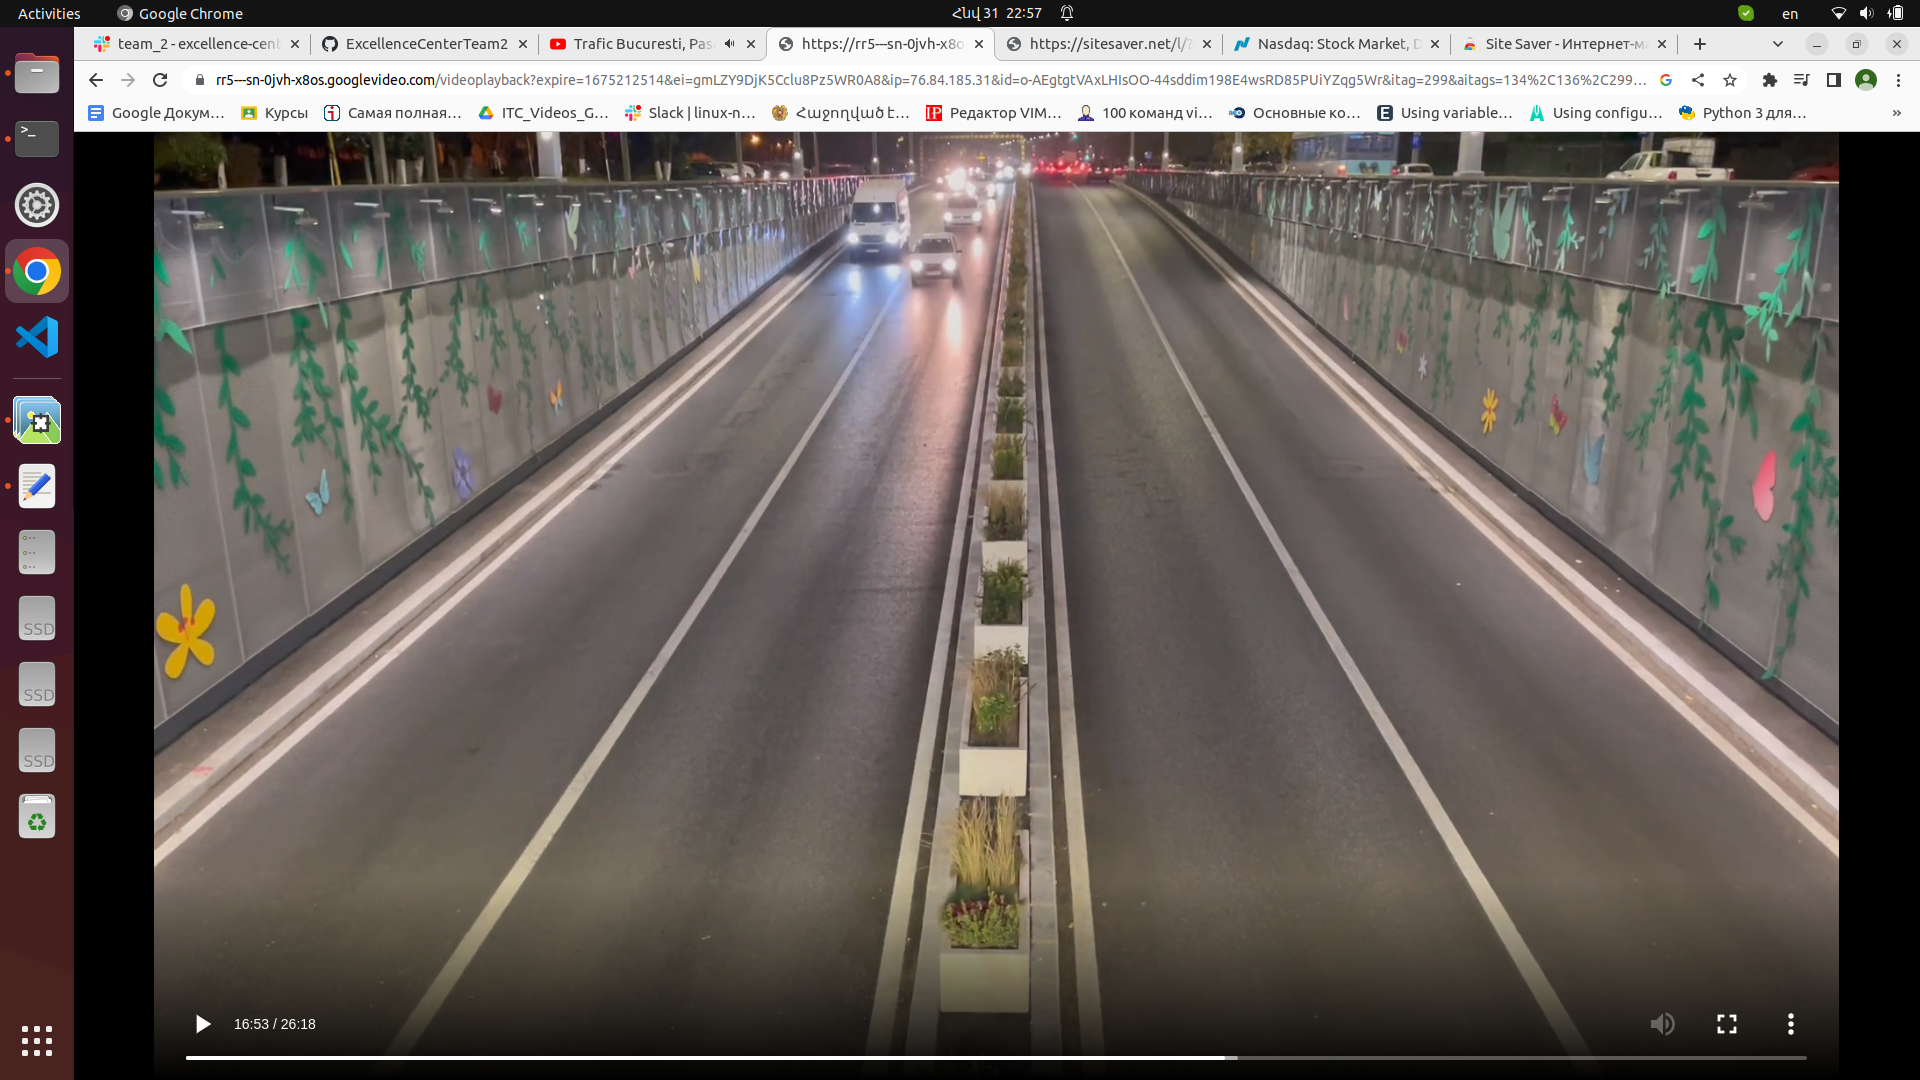 Activities
Google Chrome
Հնվ 31 22:57
en
team_2 - excellence-cent
ExcellenceCenterTeam2
Trafic Bucuresti, Pas
https://rr5---sn-0jvh-x8o
https://sitesaver.net/l/?
Nasdaq: Stock Market, D
Site Saver - Интернет-ма
rr5---sn-0jvh-x8os.googlevideo.com/videoplayback?expire=1675212514&ei=gmLZY9DjK5Cclu8Pz5WR0A8&ip=76.84.185.31&id=o-AEgtgtVAxLHIsOO-44sddim198E4wsRD85PUiYZqg5Wr&itag=299&aitags=134%2C136%2C299...
Google Докум...
Курсы
Самая полная...
ITC_Videos_G...
Slack | linux-n...
Հաջողված է...
Редактор VIM...
100 команд vi...
Основные ко...
Using variable...
Using configu...
Python 3 для...
»
SSD
SSD
SSD
16:53 / 26:18